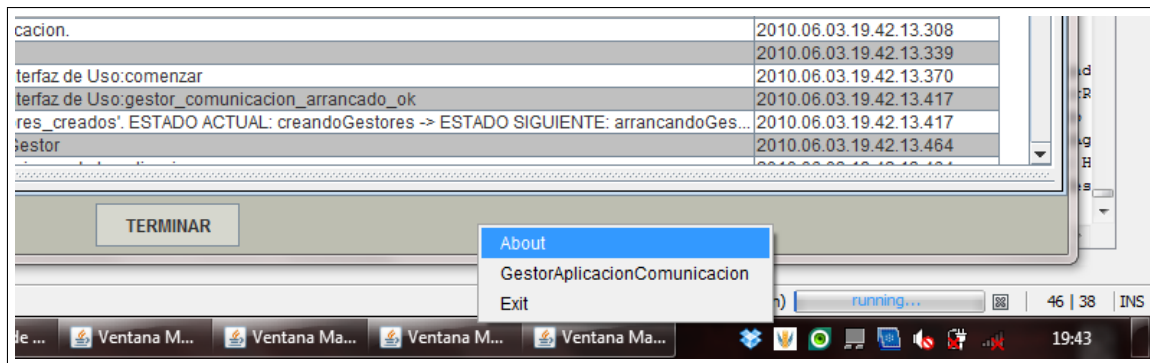 cacion. 2010.06.03.19.42.13.308
2010.06.03.19.42.13.339
terfaz de Uso:comenzar 2010.06.03.19.42.13.370
terfaz de Uso:gestor_comunicacion_arrancado_ok 2010.06.03.19.42.13.417
res_creados'. ESTADO ACTUAL: creandoGestores -> ESTADO SIGUIENTE: arrancandoGes... 2010.06.03.19.42.13.417
Gestor 2010.06.03.19.42.13.464
TERMINAR
About
GestorAplicacionComunicacion
Exit
running...
46 | 38 INS
de ... Ventana M... Ventana Ma... Ventana M... Ventana Ma... 19:43